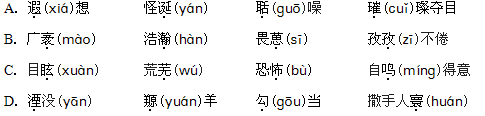 A. 遐(xiá)想 怪诞(yán) 聒(guō)噪 璀(cuī)璨夺目
B. 广袤(mào) 浩瀚(hàn) 畏葸(sī) 孜孜(zī)不倦
C. 目眩(xuàn) 荒芜(wú) 恐怖(bù) 自鸣(míng)得意
D. 湮没(yān) 羱(yuán)羊 勾(gōu)当 撒手人寰(huán)